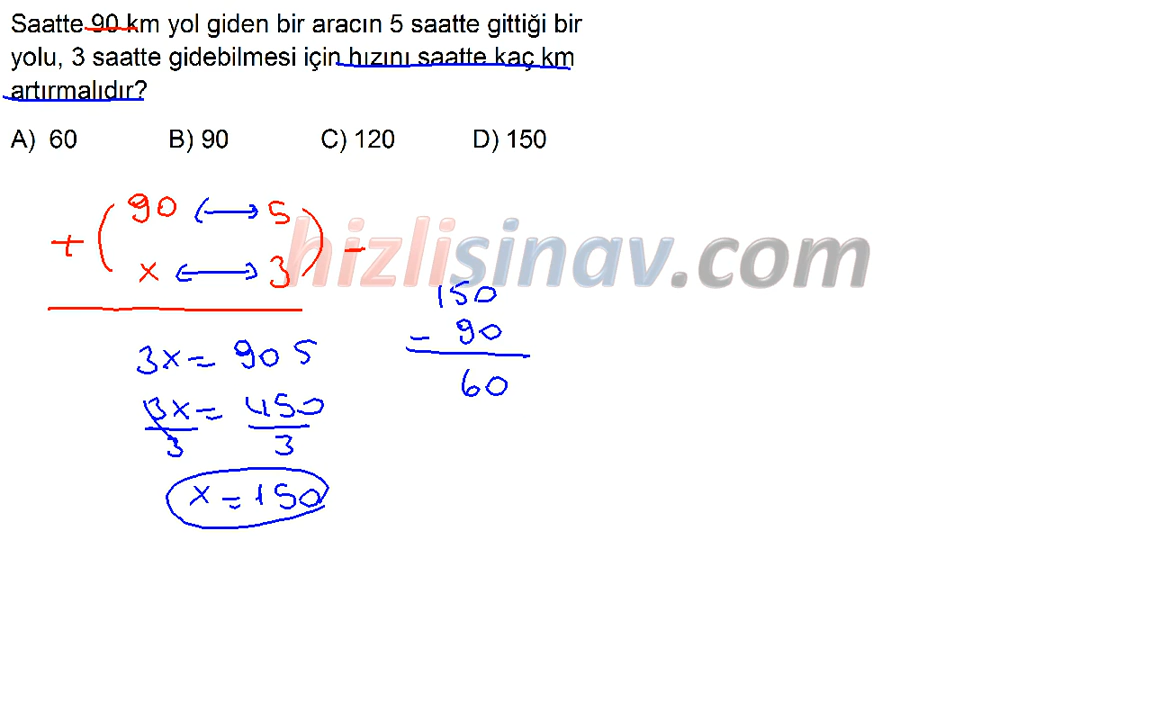 Saatte 90 km yol giden bir aracın 5 saatte gittiği bir
yolu, 3 saatte gidebilmesi için hızını saatte kaç km
artırmalıdır?
A) 60 B) 90 C) 120 D) 150
90 ⟷ 5
+ ( x ⟷ 3 ) -
hizlisinav.com
3x = 90 5
3x = 450
3 3
x = 150
150
- 90
60